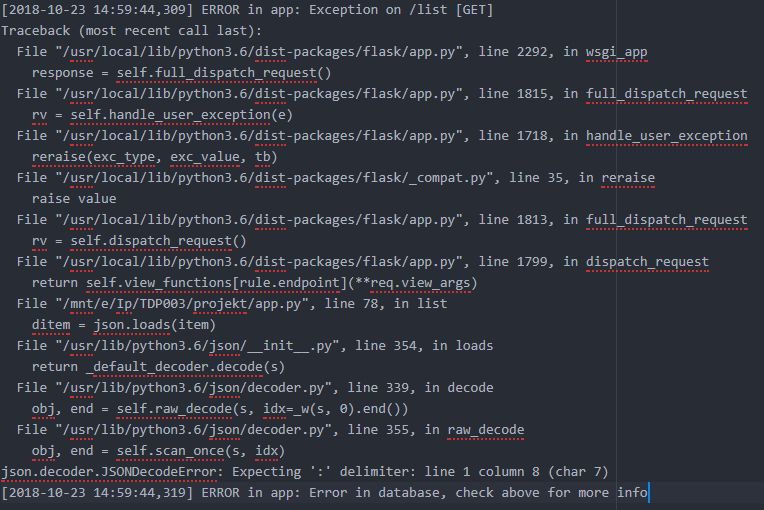 [2018-10-23 14:59:44,309] ERROR in app: Exception on /list [GET]
Traceback (most recent call last):
  File "/usr/local/lib/python3.6/dist-packages/flask/app.py", line 2292, in wsgi_app
    response = self.full_dispatch_request()
  File "/usr/local/lib/python3.6/dist-packages/flask/app.py", line 1815, in full_dispatch_request
    rv = self.handle_user_exception(e)
  File "/usr/local/lib/python3.6/dist-packages/flask/app.py", line 1718, in handle_user_exception
    reraise(exc_type, exc_value, tb)
  File "/usr/local/lib/python3.6/dist-packages/flask/_compat.py", line 35, in reraise
    raise value
  File "/usr/local/lib/python3.6/dist-packages/flask/app.py", line 1813, in full_dispatch_request
    rv = self.dispatch_request()
  File "/usr/local/lib/python3.6/dist-packages/flask/app.py", line 1799, in dispatch_request
    return self.view_functions[rule.endpoint](**req.view_args)
  File "/mnt/e/Ip/TDP003/projekt/app.py", line 78, in list
    ditem = json.loads(item)
  File "/usr/lib/python3.6/json/__init__.py", line 354, in loads
    return _default_decoder.decode(s)
  File "/usr/lib/python3.6/json/decoder.py", line 339, in decode
    obj, end = self.raw_decode(s, idx=_w(s, 0).end())
  File "/usr/lib/python3.6/json/decoder.py", line 355, in raw_decode
    obj, end = self.scan_once(s, idx)
json.decoder.JSONDecodeError: Expecting ':' delimiter: line 1 column 8 (char 7)
[2018-10-23 14:59:44,319] ERROR in app: Error in database, check above for more info